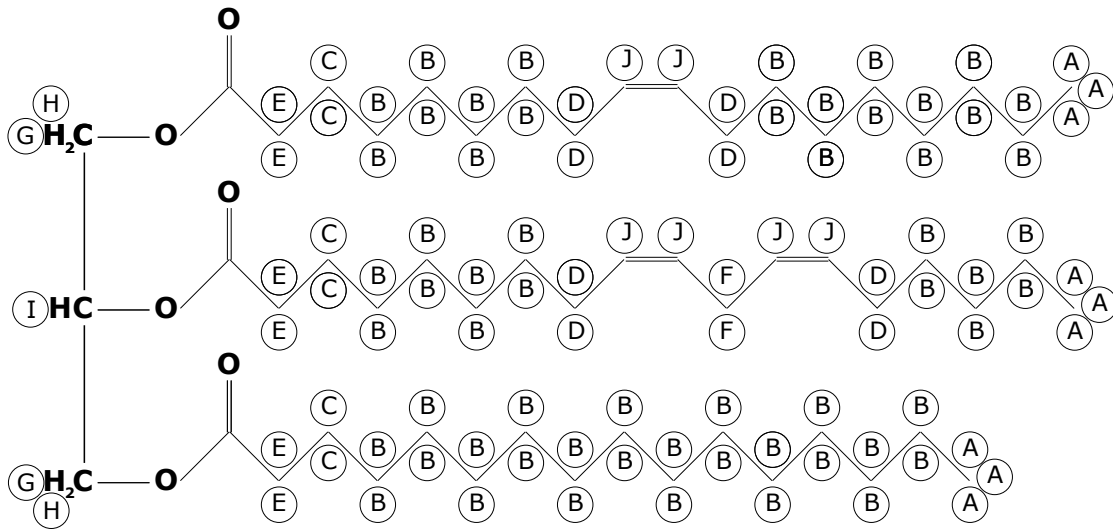 O
C B B J J B B B A
A
H E B B D D B B B
C B B B B B A
G H₂C O
E B B D D B B B
O
C B B J J J J B B
E B B D F D B A
C B B B B A
I HC O
E B B D F D B A
O
C B B B B B B
E B B B B B B A
C B B B B B B A
G H₂C O
H E B B B B B B A